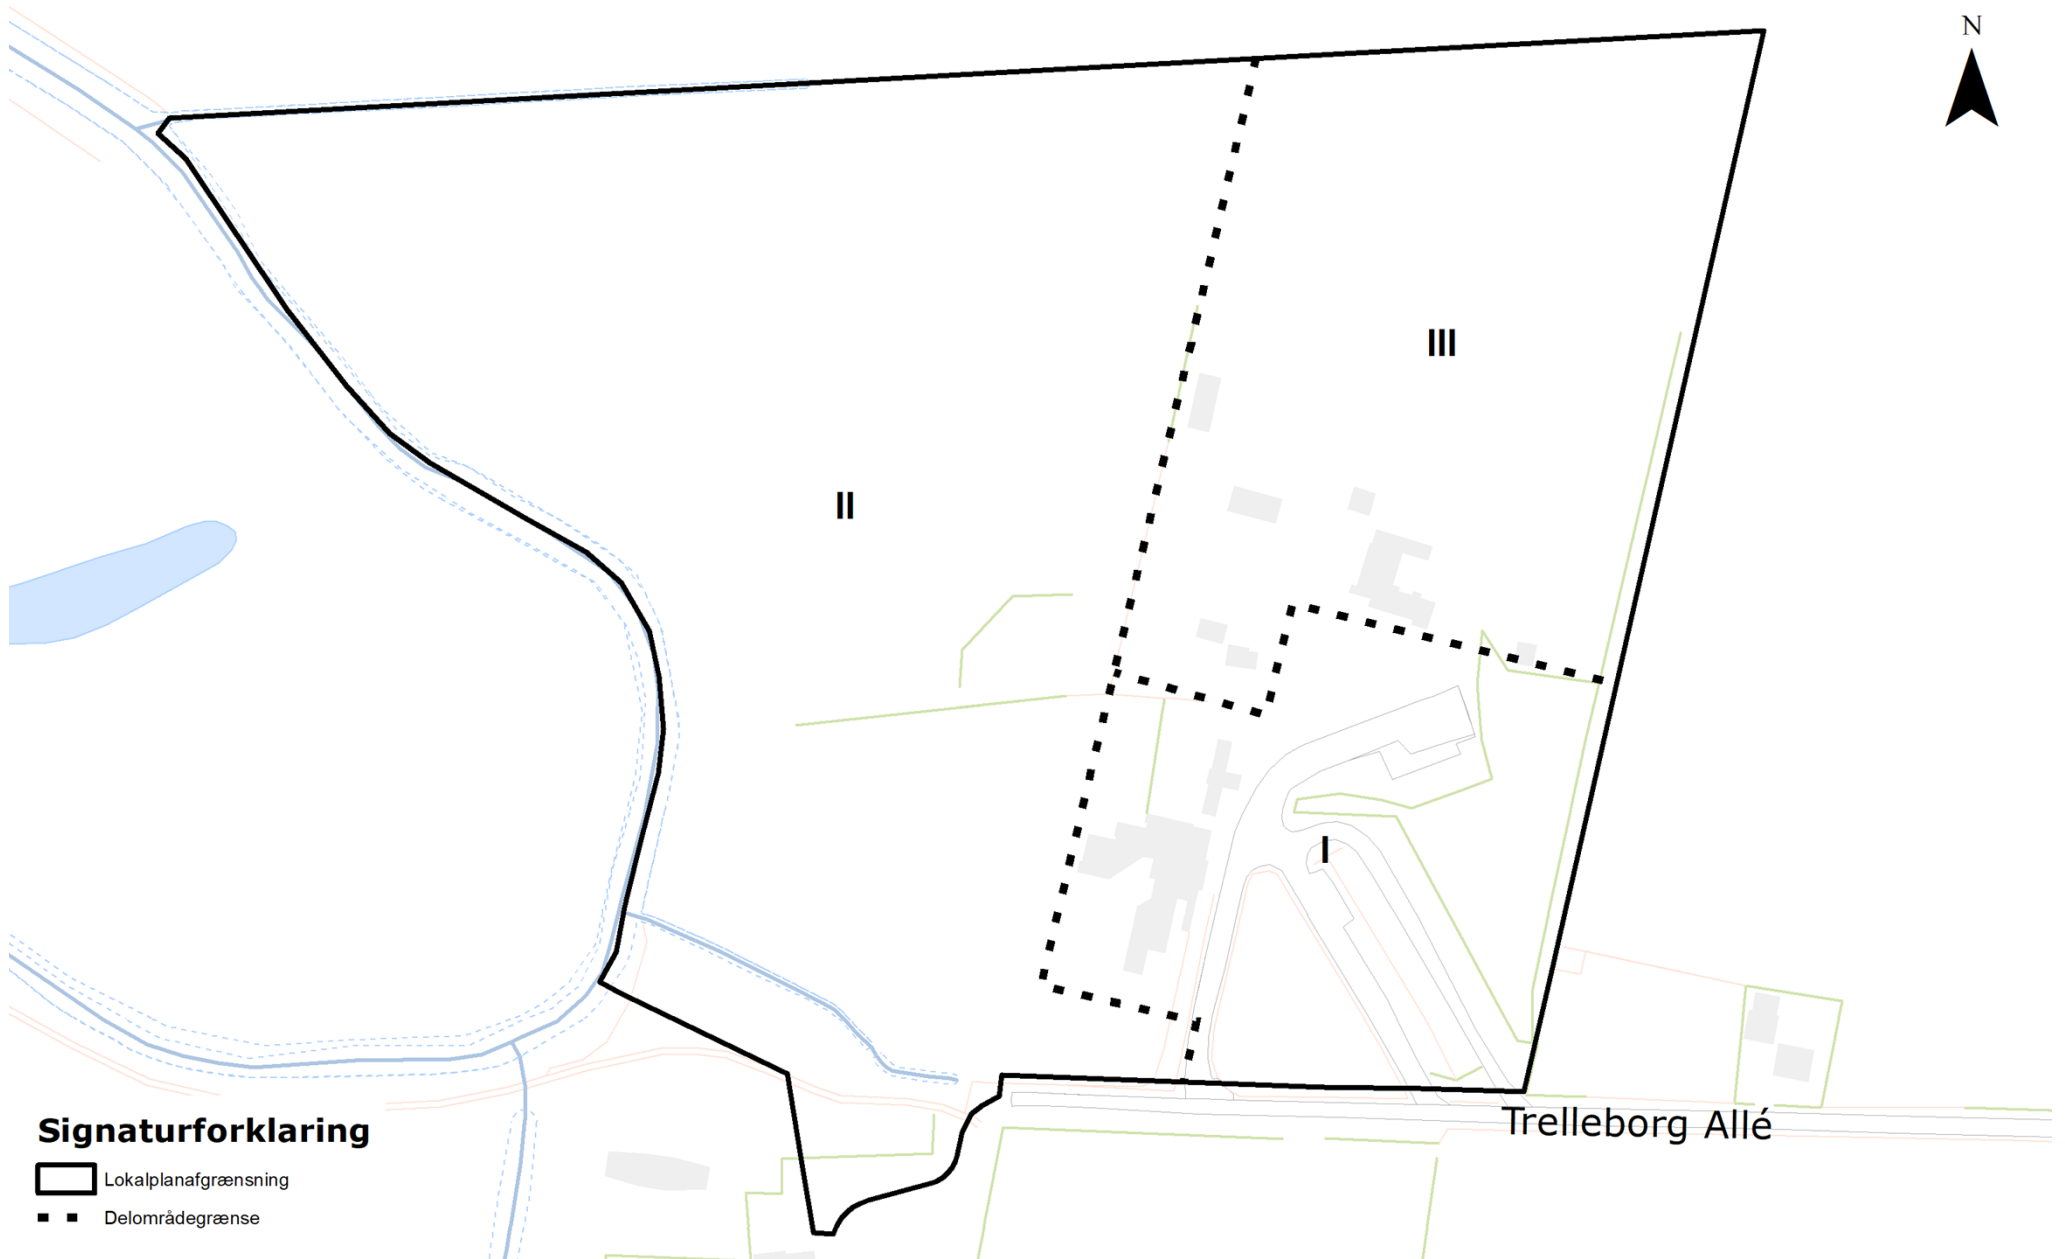 N
III
II
I
Trelleborg Allé
Signaturforklaring
Lokalplanafgrænsning
Delområdegrænse